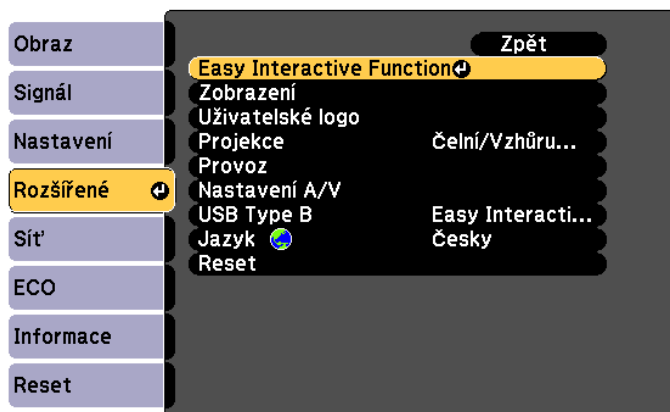 Obraz
Signál
Nastavení
Rozšířené
Síť
ECO
Informace
Reset
Zpět
Easy Interactive Function
Zobrazení
Uživatelské logo
Projekce Čelní/Vzhůru...
Provoz
Nastavení A/V
USB Type B Easy Interacti...
Jazyk Česky
Reset